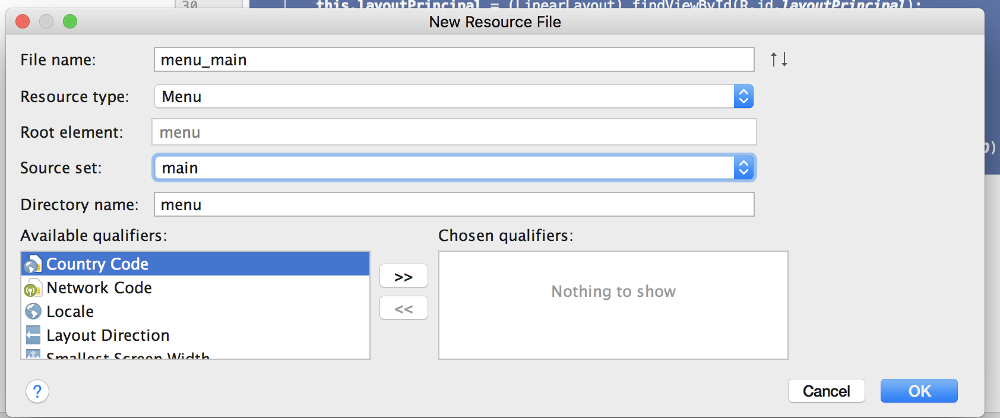 30 this.layoutPrincipal = (LinearLayout) findViewById(R.id.layoutPrincipal);
New Resource File
File name: menu_main ↑↓
Resource type: Menu
Root element: menu
Source set: main
Directory name: menu
Available qualifiers: Chosen qualifiers:
Country Code
>>
Network Code
Nothing to show
Locale
<<
Layout Direction
Smallest Screen Width
? Cancel OK